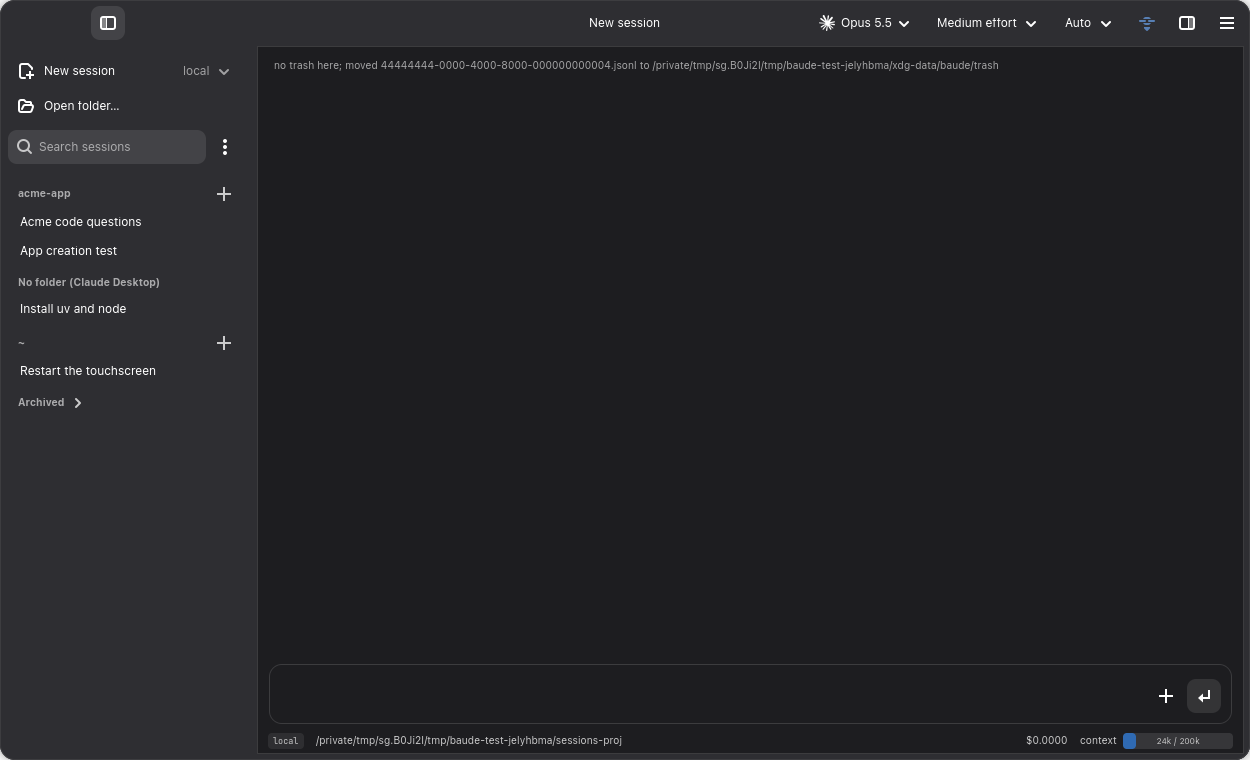 New session
Opus 5.5
Medium effort
Auto
New session
local
Open folder...
Search sessions
acme-app
Acme code questions
App creation test
No folder (Claude Desktop)
Install uv and node
~
Restart the touchscreen
Archived
no trash here; moved 44444444-0000-4000-8000-000000000004.jsonl to /private/tmp/sg.B0Ji2I/tmp/baude-test-jelyhbma/xdg-data/baude/trash
local
/private/tmp/sg.B0Ji2I/tmp/baude-test-jelyhbma/sessions-proj
$0.0000
context
24k / 200k